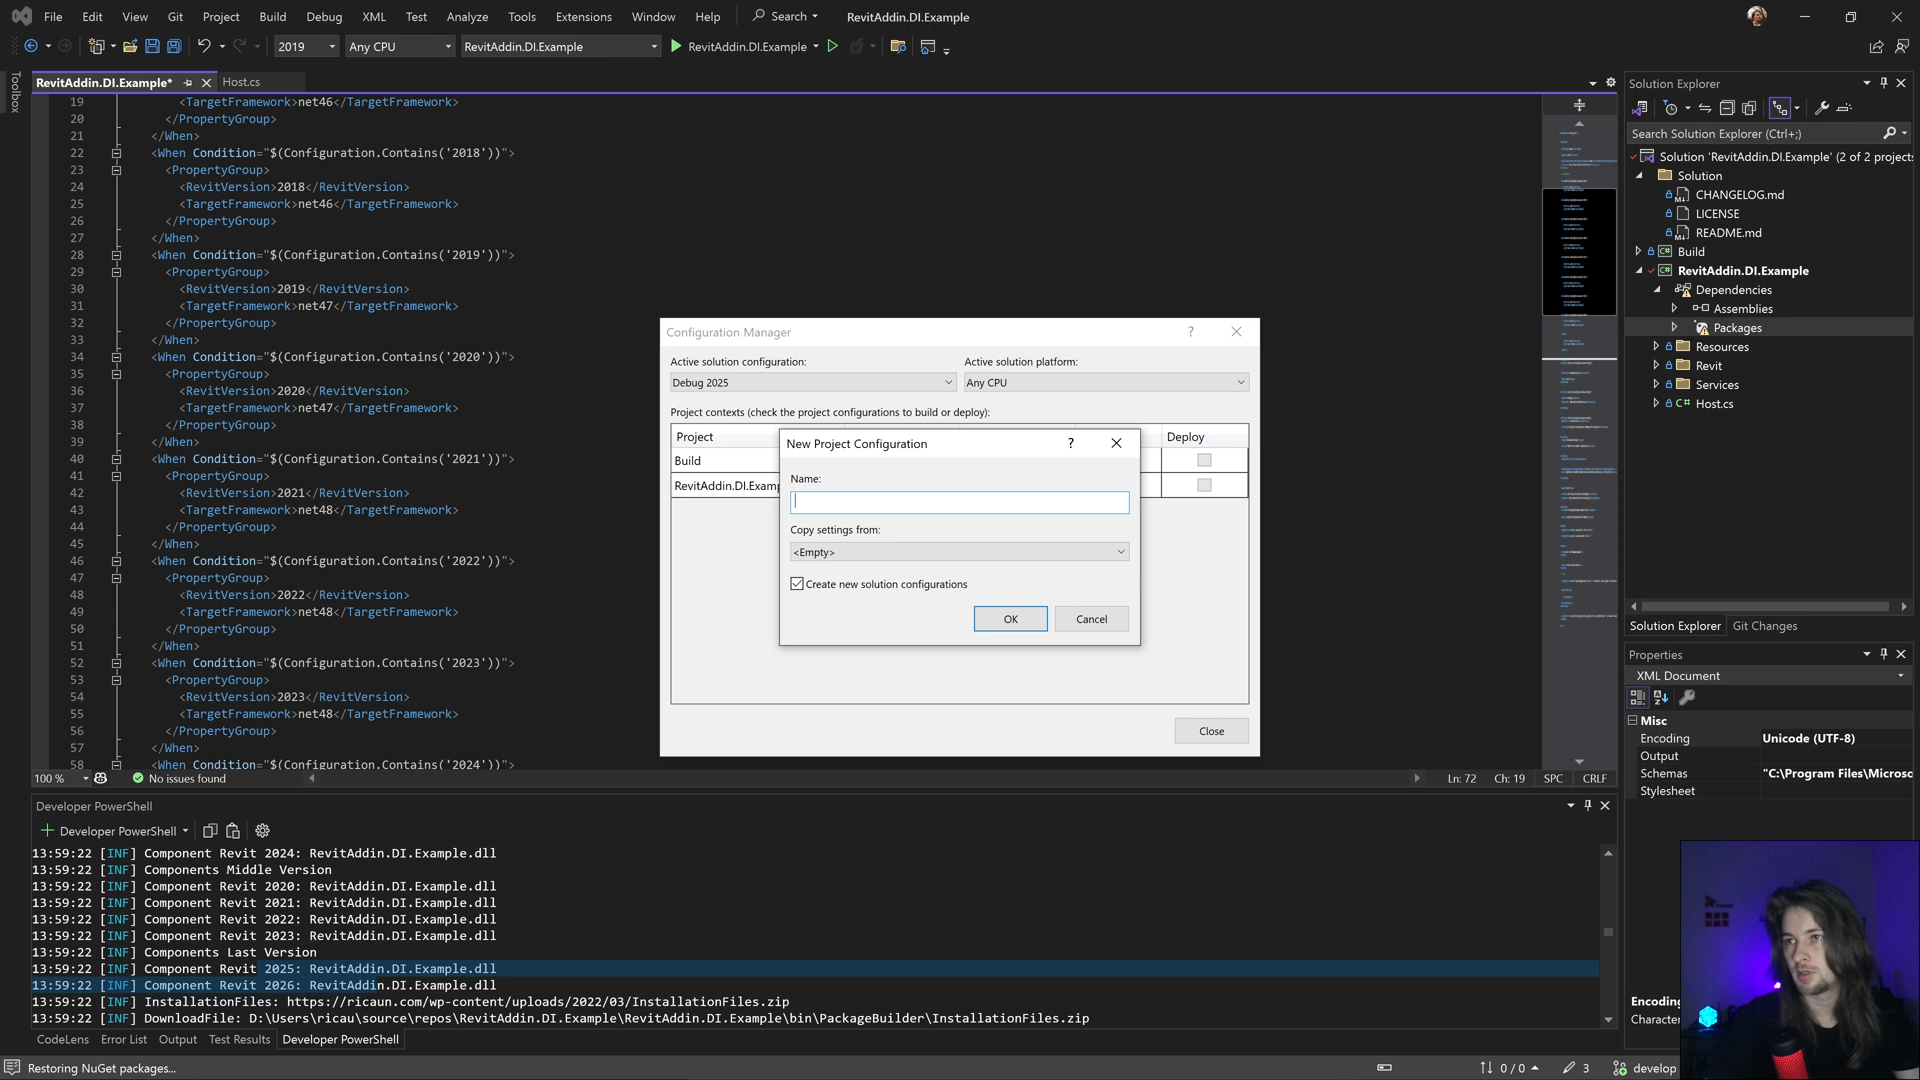 File Edit View Git Project Build Debug XML Test Analyze Tools Extensions Window Help Search RevitAddin.DI.Example
2019 Any CPU RevitAddin.DI.Example RevitAddin.DI.Example
Toolbox
RevitAddin.DI.Example* Host.cs
19 <TargetFramework>net46</TargetFramework>
20 </PropertyGroup>
21 </When>
22 <When Condition="$(Configuration.Contains('2018'))">
23 <PropertyGroup>
24 <RevitVersion>2018</RevitVersion>
25 <TargetFramework>net46</TargetFramework>
26 </PropertyGroup>
27 </When>
28 <When Condition="$(Configuration.Contains('2019'))">
29 <PropertyGroup>
30 <RevitVersion>2019</RevitVersion>
31 <TargetFramework>net47</TargetFramework>
32 </PropertyGroup>
33 </When>
34 <When Condition="$(Configuration.Contains('2020'))">
35 <PropertyGroup>
36 <RevitVersion>2020</RevitVersion>
37 <TargetFramework>net47</TargetFramework>
38 </PropertyGroup>
39 </When>
40 <When Condition="$(Configuration.Contains('2021'))">
41 <PropertyGroup>
42 <RevitVersion>2021</RevitVersion>
43 <TargetFramework>net48</TargetFramework>
44 </PropertyGroup>
45 </When>
46 <When Condition="$(Configuration.Contains('2022'))">
47 <PropertyGroup>
48 <RevitVersion>2022</RevitVersion>
49 <TargetFramework>net48</TargetFramework>
50 </PropertyGroup>
51 </When>
52 <When Condition="$(Configuration.Contains('2023'))">
53 <PropertyGroup>
54 <RevitVersion>2023</RevitVersion>
55 <TargetFramework>net48</TargetFramework>
56 </PropertyGroup>
57 </When>
58 <When Condition="$(Configuration.Contains('2024'))">
100 % No issues found Ln: 72 Ch: 19 SPC CRLF
Configuration Manager ?
Active solution configuration: Active solution platform:
Debug 2025 Any CPU
Project contexts (check the project configurations to build or deploy):
Project Deploy
Build
RevitAddin.DI.Examp
Close
New Project Configuration ?
Name:
Copy settings from:
<Empty>
Create new solution configurations
OK Cancel
Solution Explorer
Search Solution Explorer (Ctrl+;)
Solution 'RevitAddin.DI.Example' (2 of 2 projects
Solution
CHANGELOG.md
LICENSE
README.md
C# Build
C# RevitAddin.DI.Example
Dependencies
Assemblies
Packages
Resources
Revit
Services
C# Host.cs
Solution Explorer Git Changes
Properties
XML Document
Misc
Encoding Unicode (UTF-8)
Output
Schemas "C:\Program Files\Microso
Stylesheet
Encoding
Character
Developer PowerShell
Developer PowerShell
13:59:22 [INF] Component Revit 2024: RevitAddin.DI.Example.dll
13:59:22 [INF] Components Middle Version
13:59:22 [INF] Component Revit 2020: RevitAddin.DI.Example.dll
13:59:22 [INF] Component Revit 2021: RevitAddin.DI.Example.dll
13:59:22 [INF] Component Revit 2022: RevitAddin.DI.Example.dll
13:59:22 [INF] Component Revit 2023: RevitAddin.DI.Example.dll
13:59:22 [INF] Components Last Version
13:59:22 [INF] Component Revit 2025: RevitAddin.DI.Example.dll
13:59:22 [INF] Component Revit 2026: RevitAddin.DI.Example.dll
13:59:22 [INF] InstallationFiles: https://ricaun.com/wp-content/uploads/2022/03/InstallationFiles.zip
13:59:22 [INF] DownloadFile: D:\Users\ricau\source\repos\RevitAddin.DI.Example\RevitAddin.DI.Example\bin\PackageBuilder\InstallationFiles.zip
CodeLens Error List Output Test Results Developer PowerShell
Restoring NuGet packages... 0 / 0 3 develop